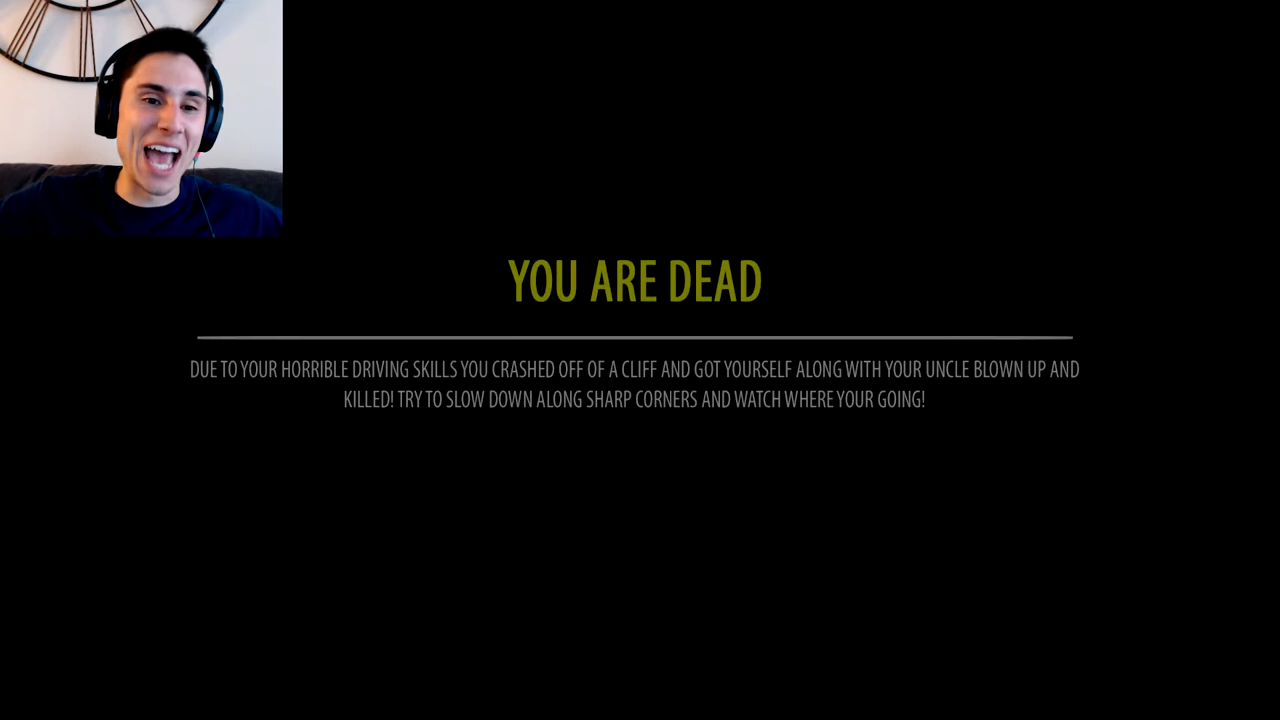 YOU ARE DEAD
DUE TO YOUR HORRIBLE DRIVING SKILLS YOU CRASHED OFF OF A CLIFF AND GOT YOURSELF ALONG WITH YOUR UNCLE BLOWN UP AND
KILLED! TRY TO SLOW DOWN ALONG SHARP CORNERS AND WATCH WHERE YOUR GOING!